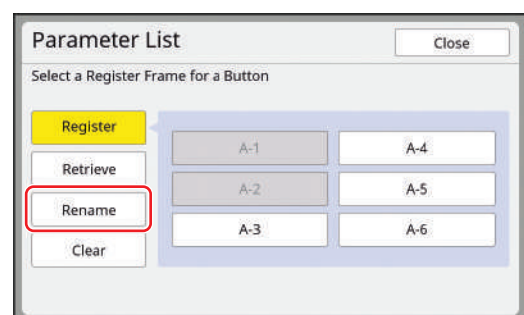 Parameter List
Close
Select a Register Frame for a Button
Register
Retrieve
Rename
Clear
A-1
A-2
A-3
A-4
A-5
A-6